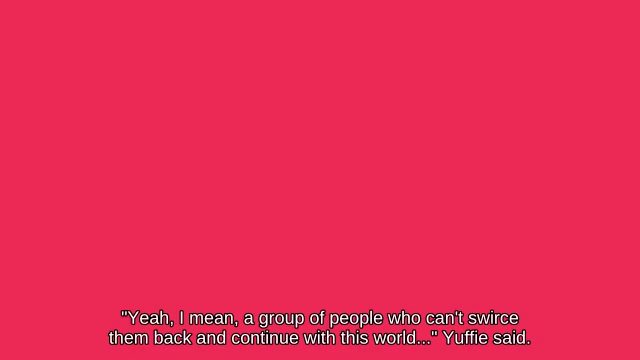 "Yeah, I mean, a group of people who can't swirce
them back and continue with this world..." Yuffie said.